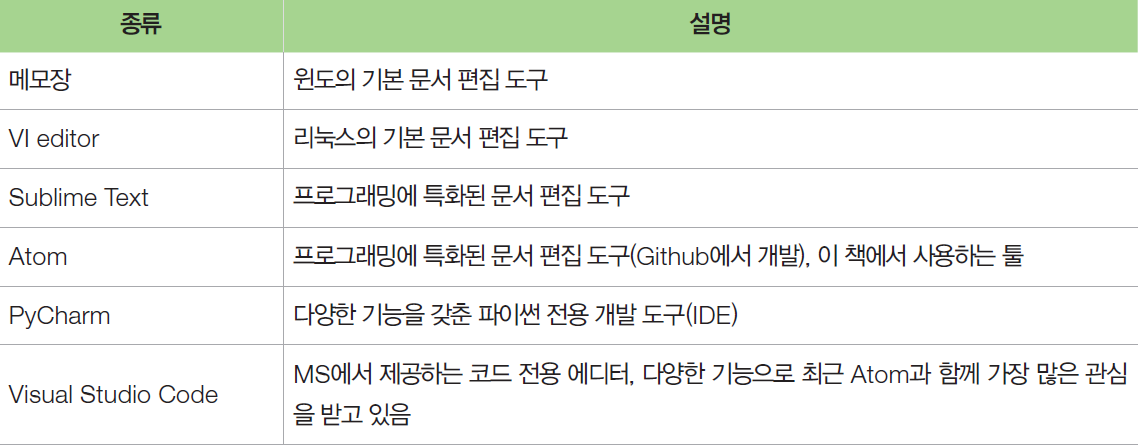 종류 설명
메모장 윈도의 기본 문서 편집 도구
VI editor 리눅스의 기본 문서 편집 도구
Sublime Text 프로그래밍에 특화된 문서 편집 도구
Atom 프로그래밍에 특화된 문서 편집 도구(Github에서 개발), 이 책에서 사용하는 툴
PyCharm 다양한 기능을 갖춘 파이썬 전용 개발 도구(IDE)
Visual Studio Code MS에서 제공하는 코드 전용 에디터, 다양한 기능으로 최근 Atom과 함께 가장 많은 관심
을 받고 있음